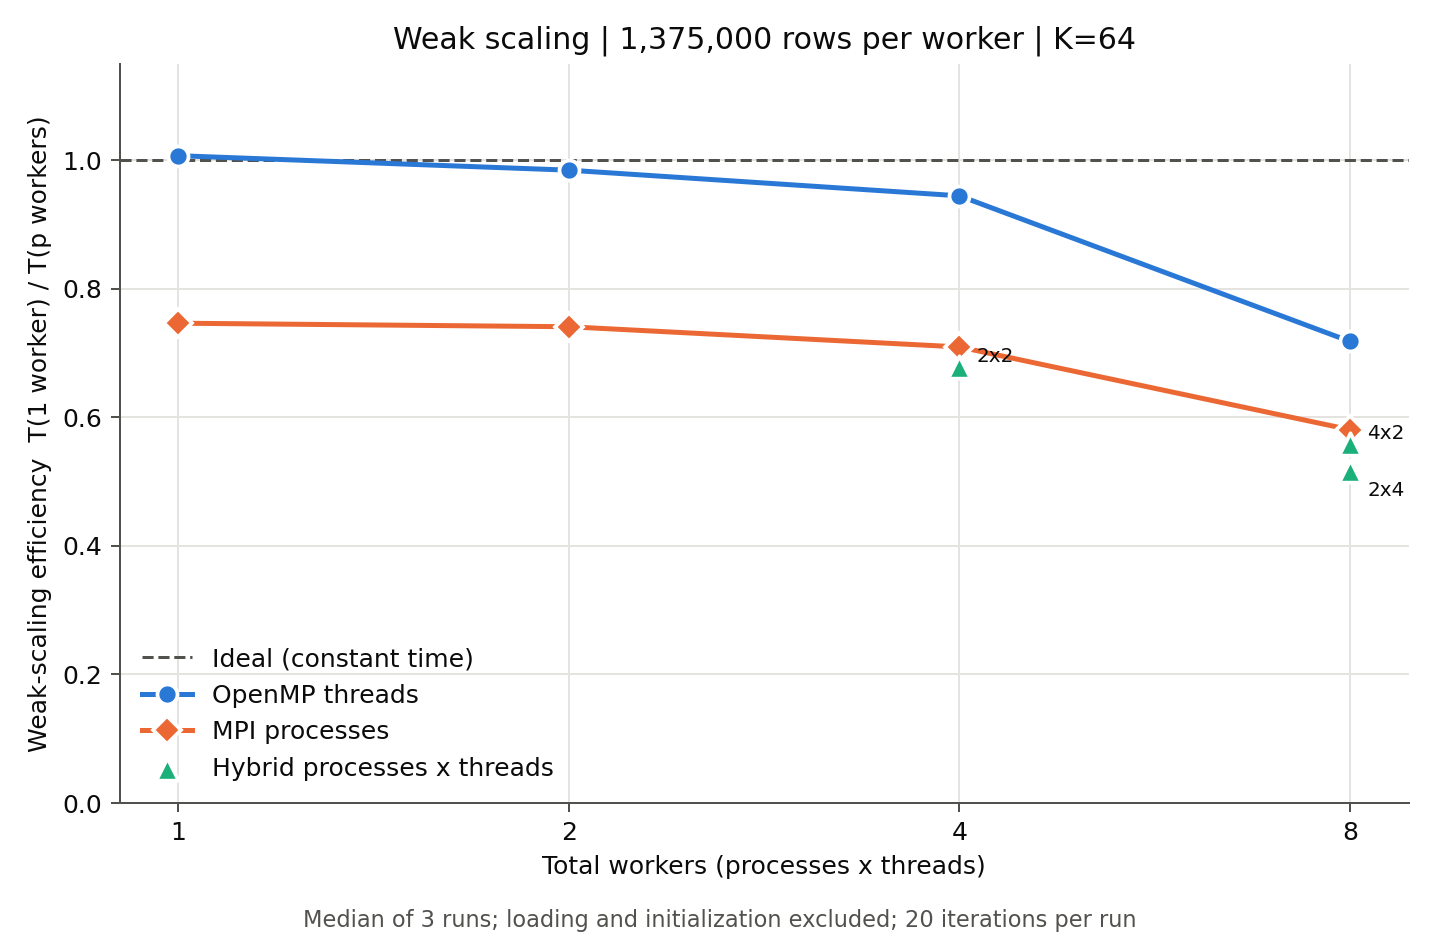 Weak scaling | 1,375,000 rows per worker | K=64
Weak-scaling efficiency  T(1 worker) / T(p workers)
1.0
0.8
0.6
0.4
0.2
0.0
2x2
4x2
2x4
Ideal (constant time)
OpenMP threads
MPI processes
Hybrid processes x threads
1
2
4
8
Total workers (processes x threads)
Median of 3 runs; loading and initialization excluded; 20 iterations per run